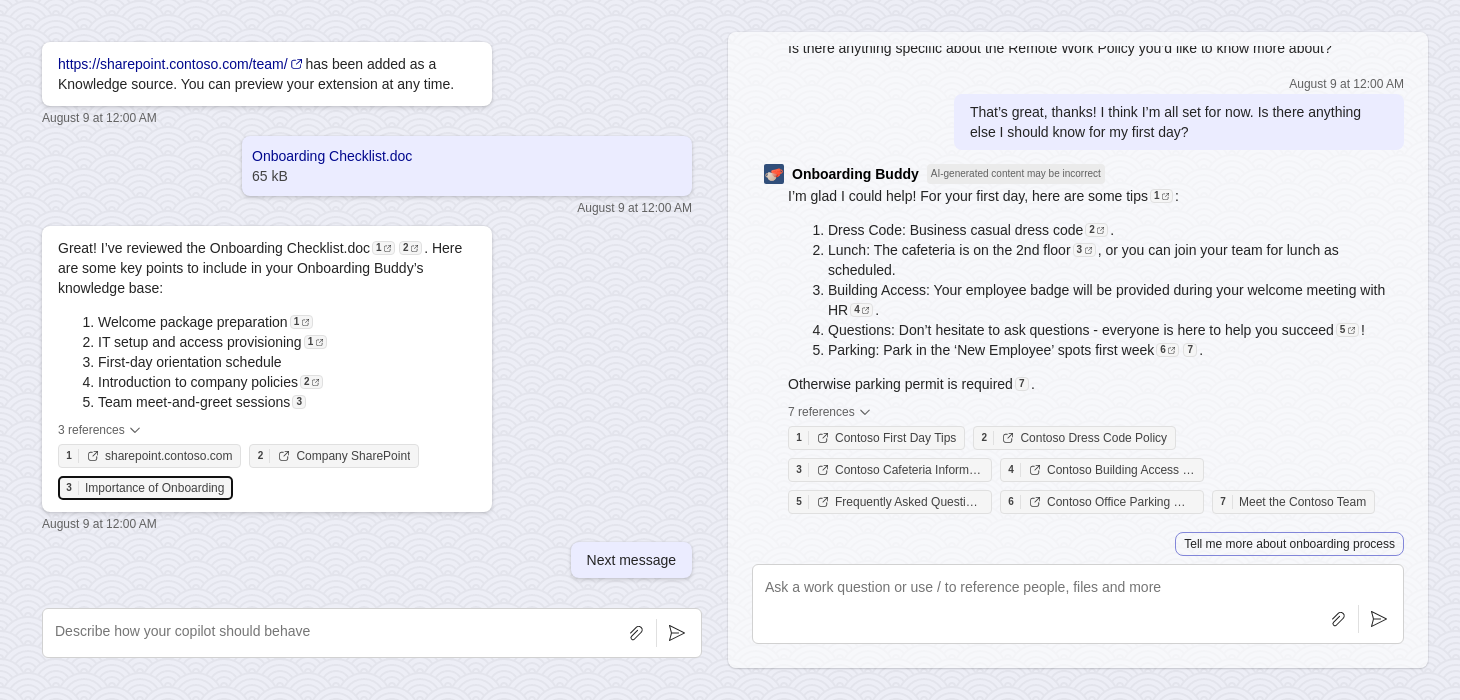 https://sharepoint.contoso.com/team/ has been added as a
Knowledge source. You can preview your extension at any time.
August 9 at 12:00 AM
Onboarding Checklist.doc
65 kB
August 9 at 12:00 AM
Great! I’ve reviewed the Onboarding Checklist.doc 1 2 . Here
are some key points to include in your Onboarding Buddy’s
knowledge base:
1. Welcome package preparation 1
2. IT setup and access provisioning 1
3. First-day orientation schedule
4. Introduction to company policies 2
5. Team meet-and-greet sessions 3
3 references
1 sharepoint.contoso.com 2 Company SharePoint
3 Importance of Onboarding
August 9 at 12:00 AM
Next message
Describe how your copilot should behave
Is there anything specific about the Remote Work Policy you’d like to know more about?
August 9 at 12:00 AM
That’s great, thanks! I think I’m all set for now. Is there anything
else I should know for my first day?
Onboarding Buddy AI-generated content may be incorrect
I’m glad I could help! For your first day, here are some tips 1 :
1. Dress Code: Business casual dress code 2 .
2. Lunch: The cafeteria is on the 2nd floor 3 , or you can join your team for lunch as
scheduled.
3. Building Access: Your employee badge will be provided during your welcome meeting with
HR 4 .
4. Questions: Don’t hesitate to ask questions - everyone is here to help you succeed 5 !
5. Parking: Park in the ‘New Employee’ spots first week 6 7 .
Otherwise parking permit is required 7 .
7 references
1 Contoso First Day Tips 2 Contoso Dress Code Policy
3 Contoso Cafeteria Inform… 4 Contoso Building Access …
5 Frequently Asked Questi… 6 Contoso Office Parking … 7 Meet the Contoso Team
Tell me more about onboarding process
Ask a work question or use / to reference people, files and more